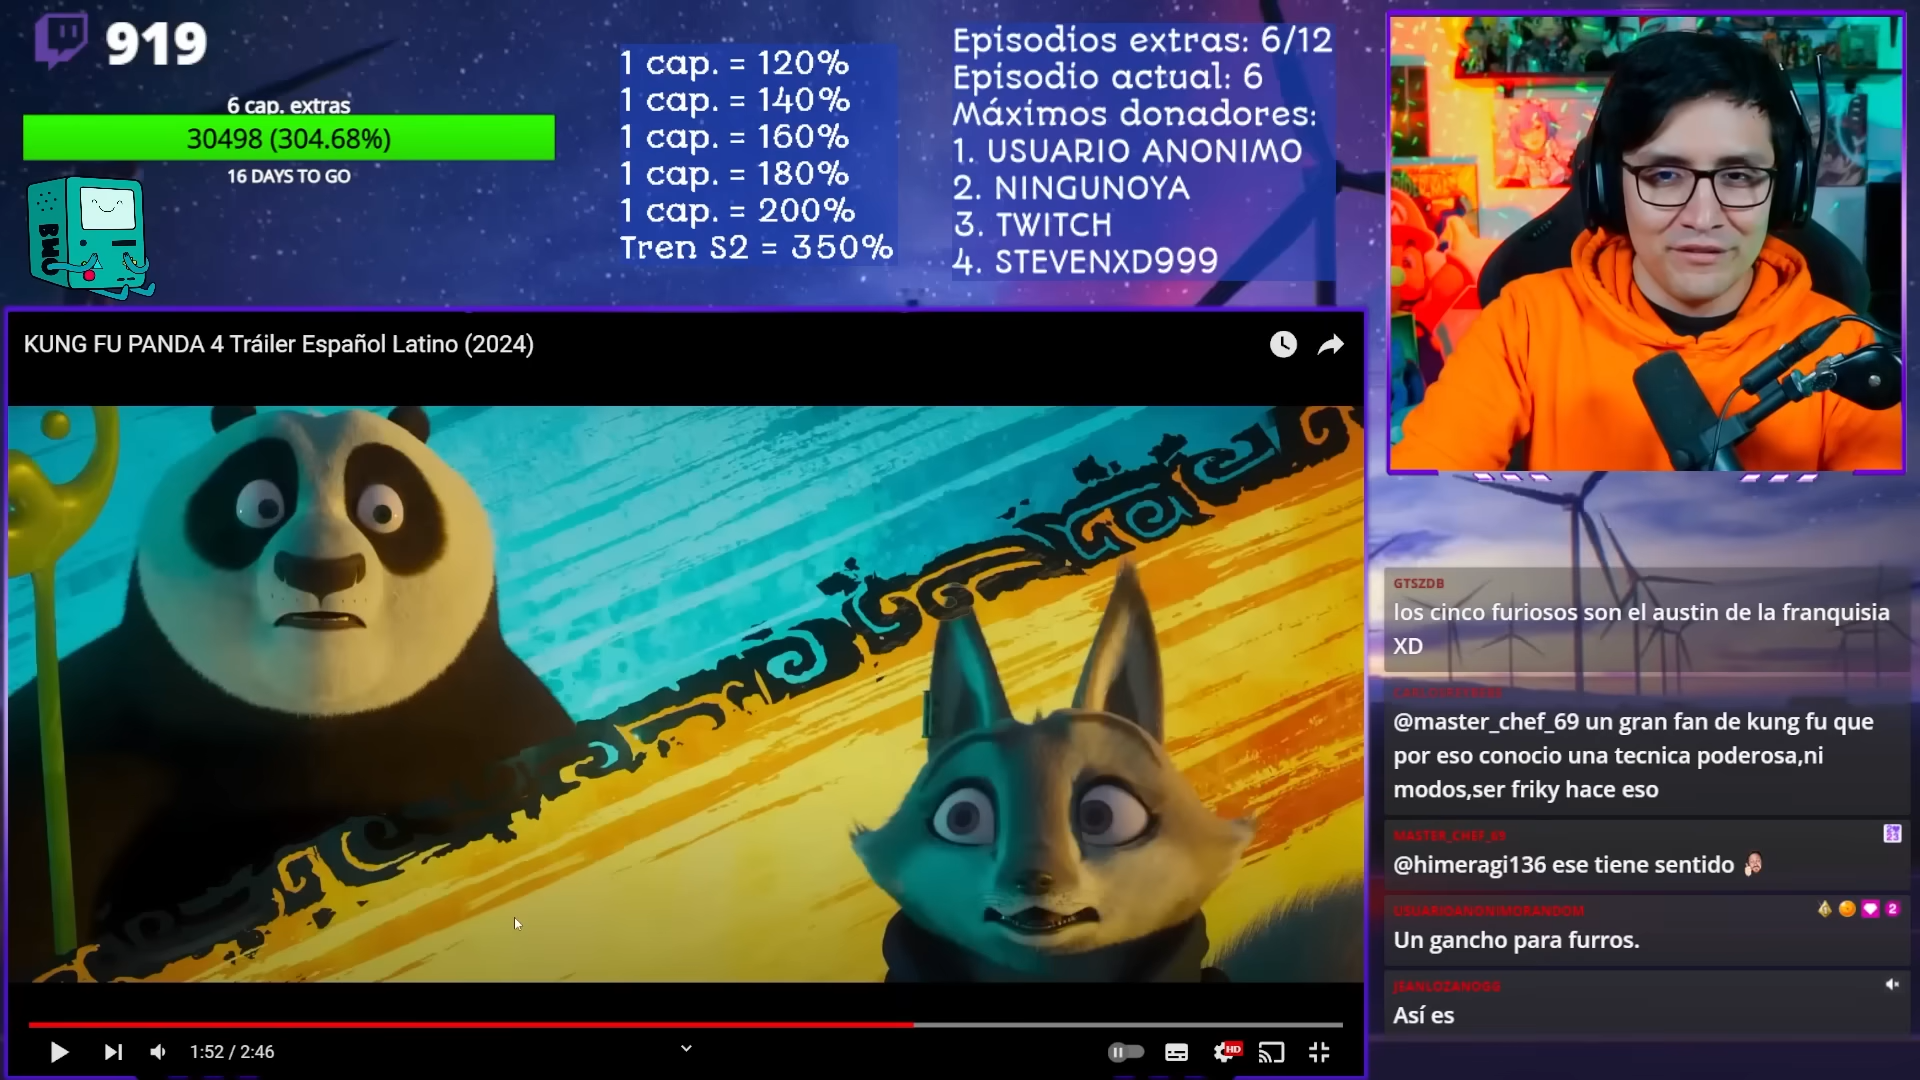 919
6 cap. extras
30498 (304.68%)
16 DAYS TO GO
BMO
1 cap. = 120%
1 cap. = 140%
1 cap. = 160%
1 cap. = 180%
1 cap. = 200%
Tren S2 = 350%
Episodios extras: 6/12
Episodio actual: 6
Máximos donadores:
1. USUARIO ANONIMO
2. NINGUNOYA
3. TWITCH
4. STEVENXD999
KUNG FU PANDA 4 Tráiler Español Latino (2024)
1:52 / 2:46
HD
GTSZDB
los cinco furiosos son el austin de la franquisia
XD
@master_chef_69 un gran fan de kung fu que
por eso conocio una tecnica poderosa,ni
modos,ser friky hace eso
MASTER_CHEF_69
@himeragi136 ese tiene sentido
USUARIOANONIMORANDOM
2
Un gancho para furros.
JEANLOZANOGG
Así es